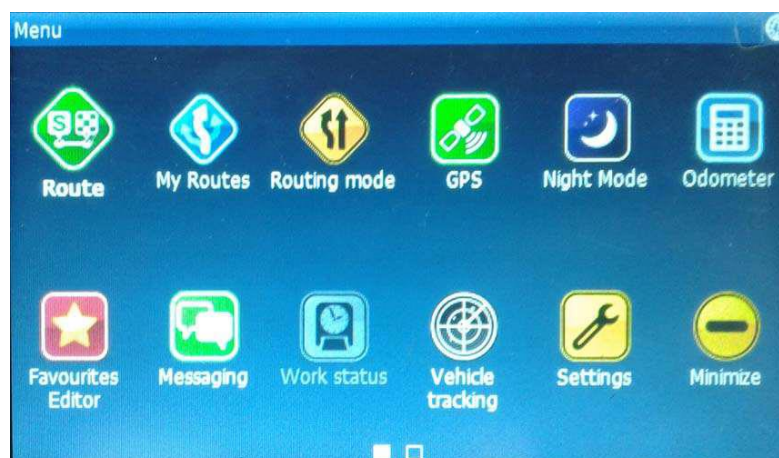 Menu
S
Route
My Routes
Routing mode
GPS
Night Mode
Odometer
Favourites
Editor
Messaging
Work status
Vehicle
tracking
Settings
Minimize